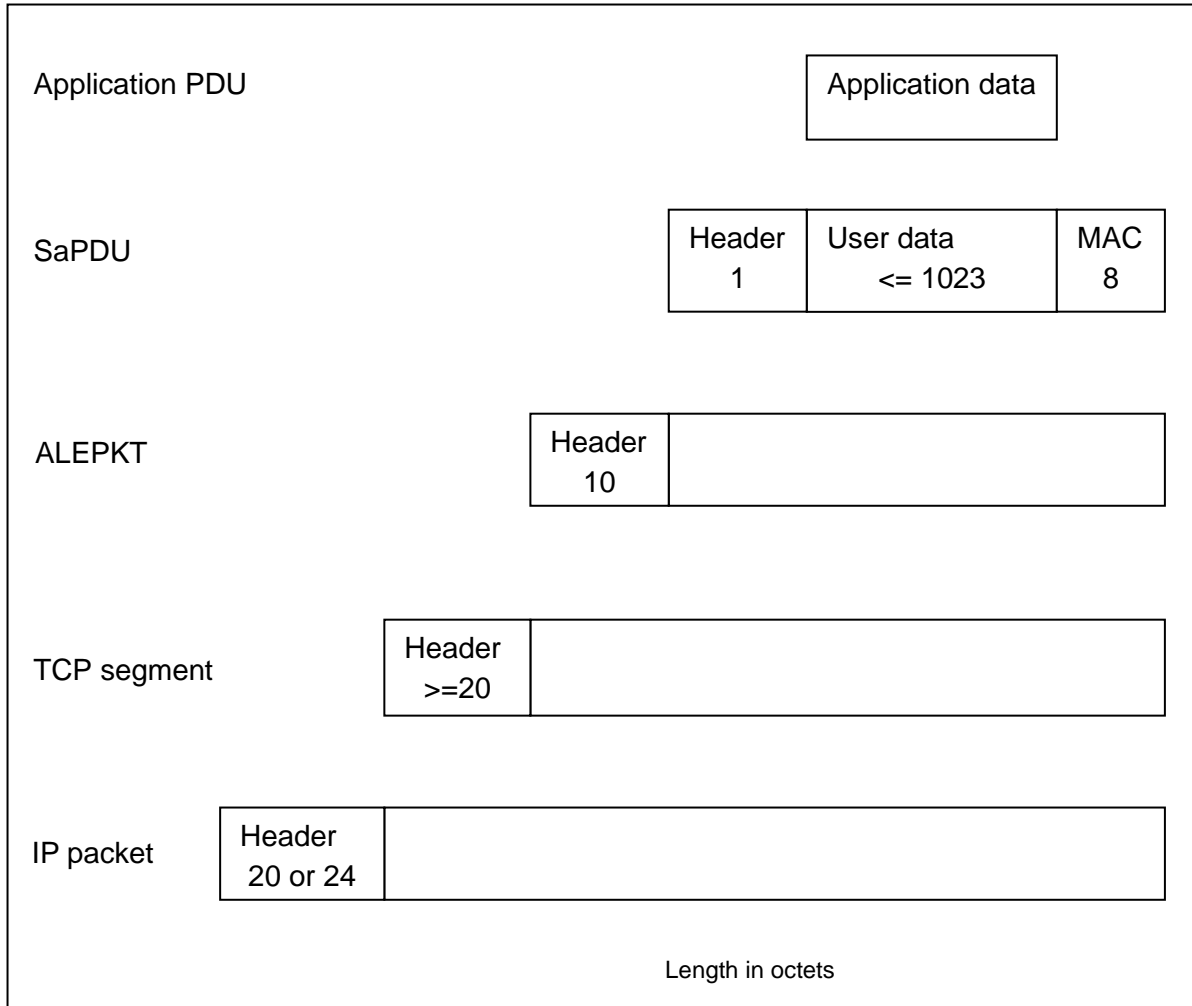 Application PDU
Application data
SaPDU
Header
1
User data
<= 1023
MAC
8
ALEPKT
Header
10
TCP segment
Header
>=20
IP packet
Header
20 or 24
Length in octets